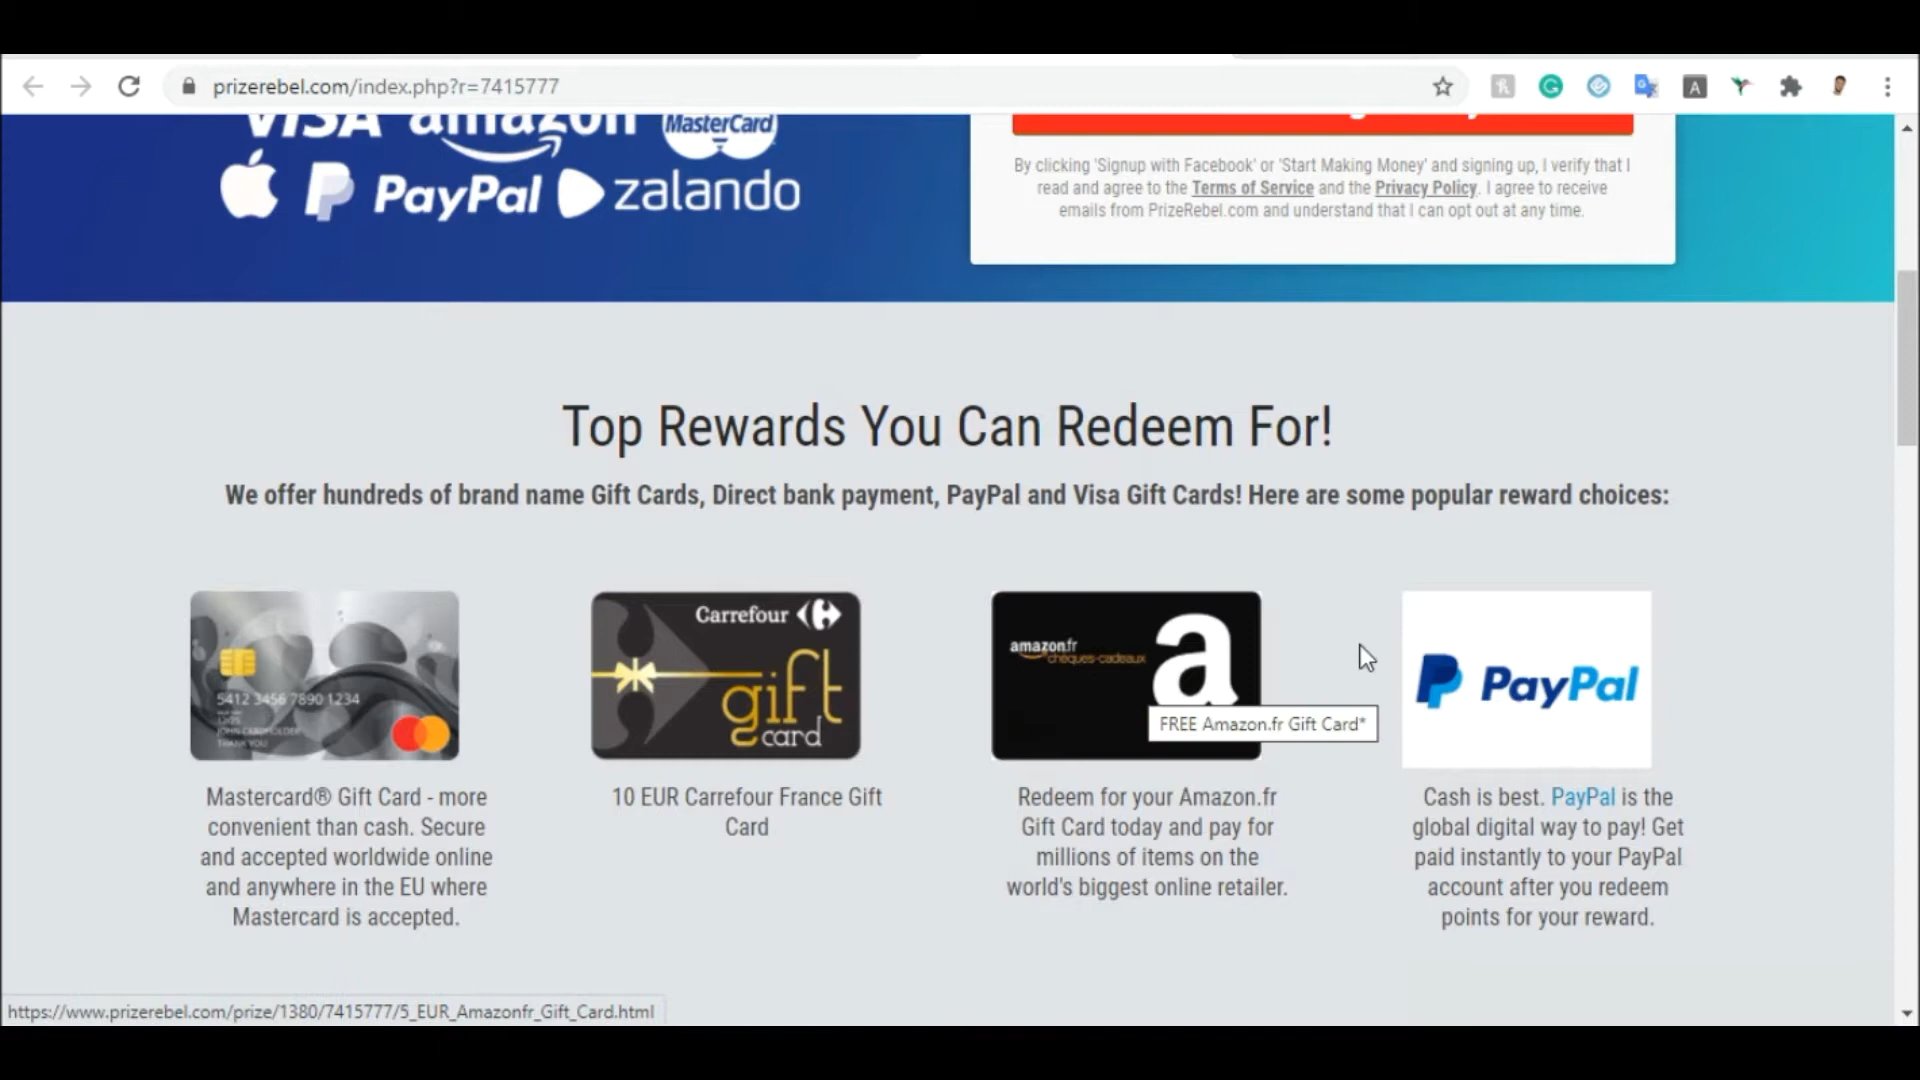 prizerebel.com/index.php?r=7415777
VISA amazon MasterCard
PayPal zalando
By clicking 'Signup with Facebook' or 'Start Making Money' and signing up, I verify that I
read and agree to the Terms of Service and the Privacy Policy. I agree to receive
emails from PrizeRebel.com and understand that I can opt out at any time.
Top Rewards You Can Redeem For!
We offer hundreds of brand name Gift Cards, Direct bank payment, PayPal and Visa Gift Cards! Here are some popular reward choices:
5412 3456 7890 1234
Carrefour
gift
card
amazon.fr
chèques-cadeaux
a
FREE Amazon.fr Gift Card*
PayPal
Mastercard® Gift Card - more
convenient than cash. Secure
and accepted worldwide online
and anywhere in the EU where
Mastercard is accepted.
10 EUR Carrefour France Gift
Card
Redeem for your Amazon.fr
Gift Card today and pay for
millions of items on the
world's biggest online retailer.
Cash is best. PayPal is the
global digital way to pay! Get
paid instantly to your PayPal
account after you redeem
points for your reward.
https://www.prizerebel.com/prize/1380/7415777/5_EUR_Amazonfr_Gift_Card.html